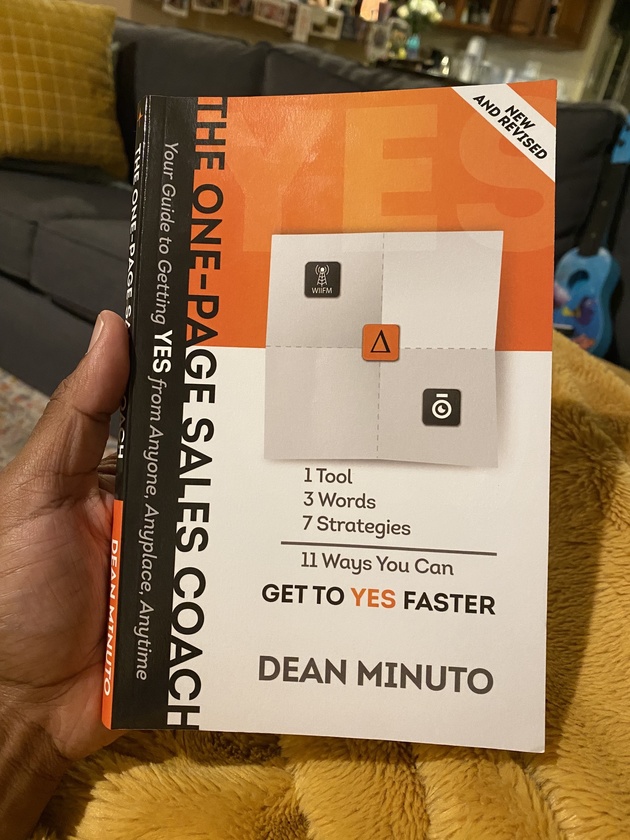 THE ONE-PAGE SALES COACH
Your Guide to Getting YES from Anyone, Anyplace, Anytime
YES
NEW
AND REVISED
WIIFM
Δ
1 Tool
3 Words
7 Strategies
11 Ways You Can
GET TO YES FASTER
DEAN MINUTO
THE ONE-PAGE SA
ACH
DEAN MINUTO